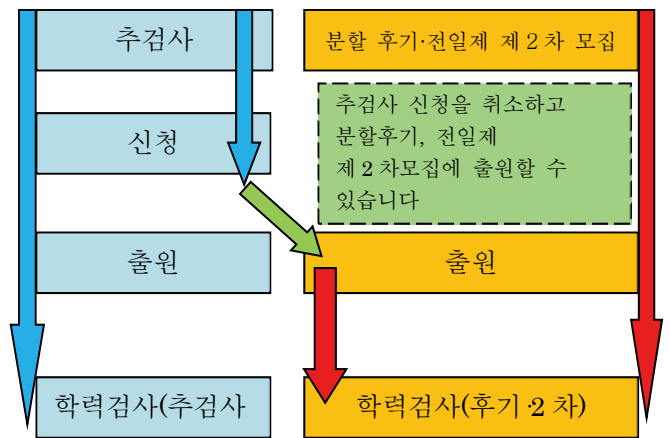 추검사
신청
출원
학력검사(추검사
분할 후기·전일제 제 2 차 모집
추검사 신청을 취소하고
분할후기, 전일제
제 2 차모집에 출원할 수
있습니다
출원
학력검사(후기·2 차)